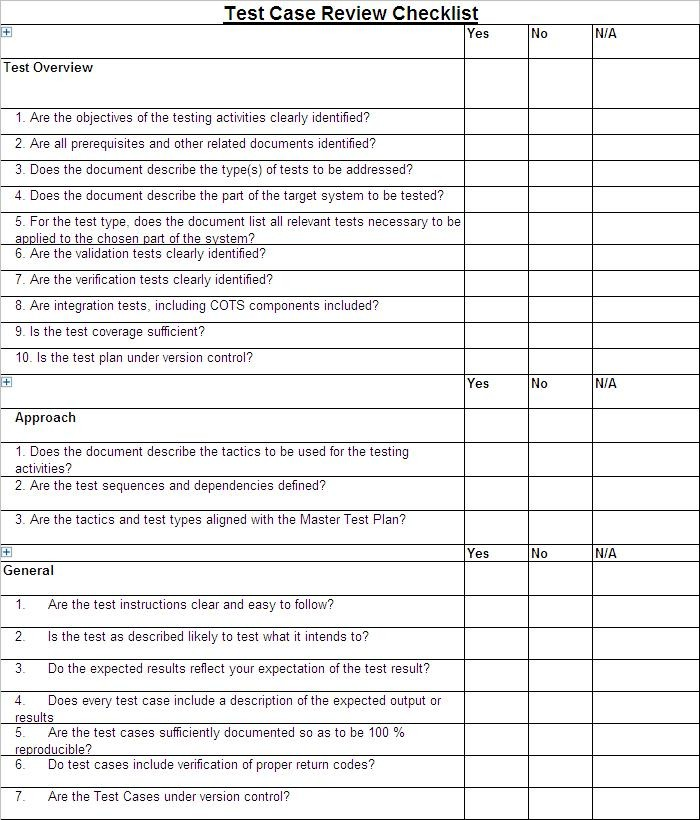 Test Case Review Checklist
Yes No N/A
Test Overview
1. Are the objectives of the testing activities clearly identified?
2. Are all prerequisites and other related documents identified?
3. Does the document describe the type(s) of tests to be addressed?
4. Does the document describe the part of the target system to be tested?
5. For the test type, does the document list all relevant tests necessary to be
applied to the chosen part of the system?
6. Are the validation tests clearly identified?
7. Are the verification tests clearly identified?
8. Are integration tests, including COTS components included?
9. Is the test coverage sufficient?
10. Is the test plan under version control?
Yes No N/A
Approach
1. Does the document describe the tactics to be used for the testing
activities?
2. Are the test sequences and dependencies defined?
3. Are the tactics and test types aligned with the Master Test Plan?
Yes No N/A
General
1. Are the test instructions clear and easy to follow?
2. Is the test as described likely to test what it intends to?
3. Do the expected results reflect your expectation of the test result?
4. Does every test case include a description of the expected output or
results
5. Are the test cases sufficiently documented so as to be 100 %
reproducible?
6. Do test cases include verification of proper return codes?
7. Are the Test Cases under version control?